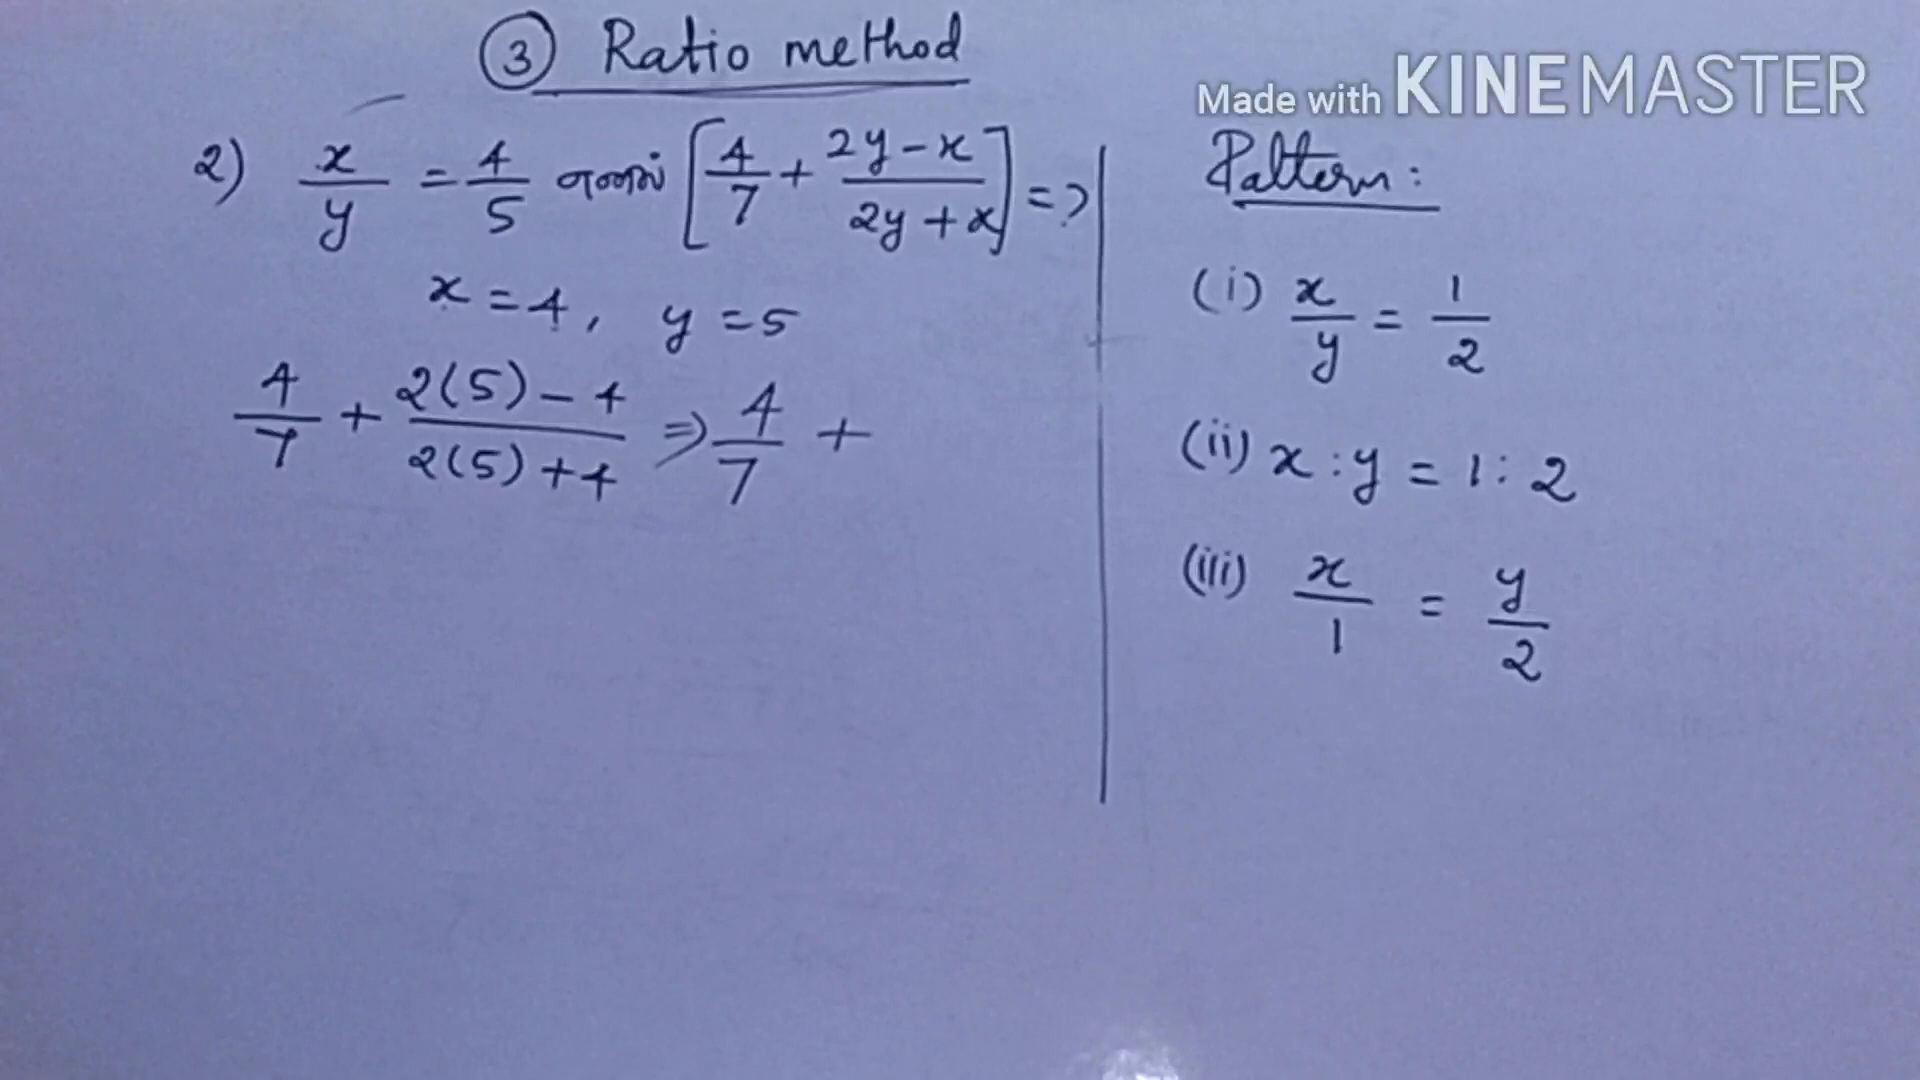 ③ Ratio method
Made with KINEMASTER
2) x/y = 4/5 எனில் [4/7 + (2y - x)/(2y + x)] = ?
x = 4, y = 5
4/7 + (2(5) - 4)/(2(5) + 4) ⇒ 4/7 +
Pattern:
(i) x/y = 1/2
(ii) x : y = 1 : 2
(iii) x/1 = y/2